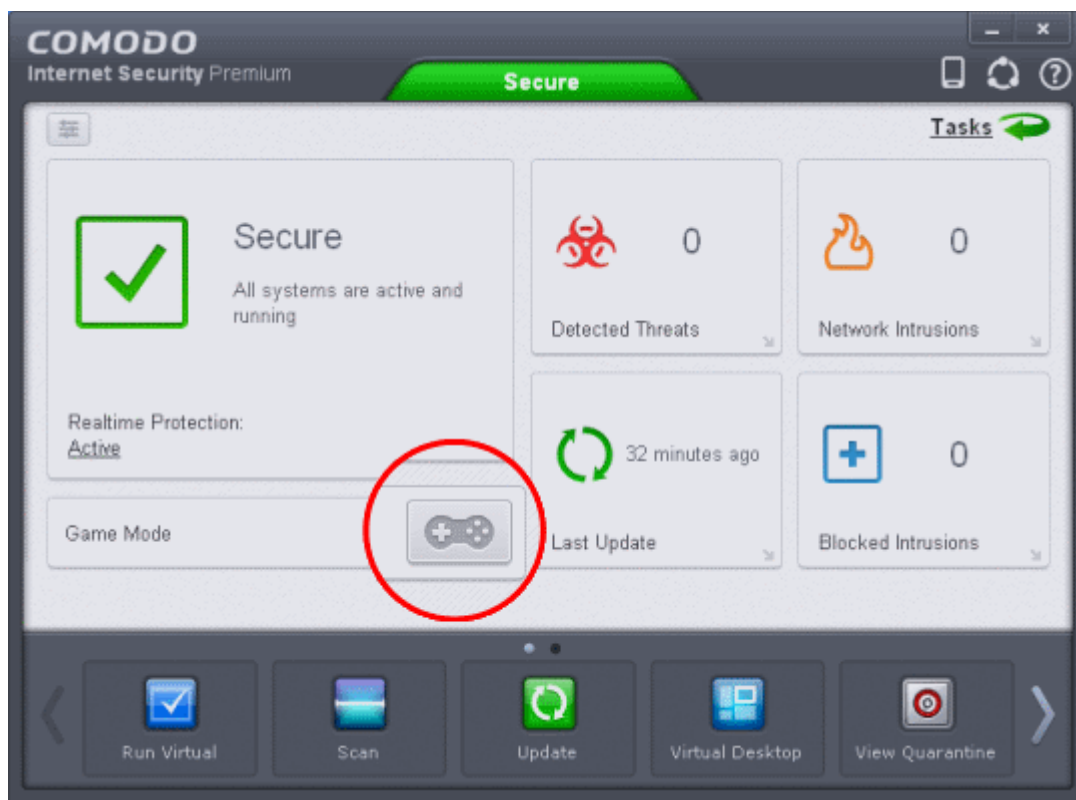 COMODO
Internet Security Premium
Secure
Tasks
Secure
All systems are active and
running
Realtime Protection:
Active
Game Mode
0
Detected Threats
0
Network Intrusions
32 minutes ago
Last Update
0
Blocked Intrusions
Run Virtual
Scan
Update
Virtual Desktop
View Quarantine